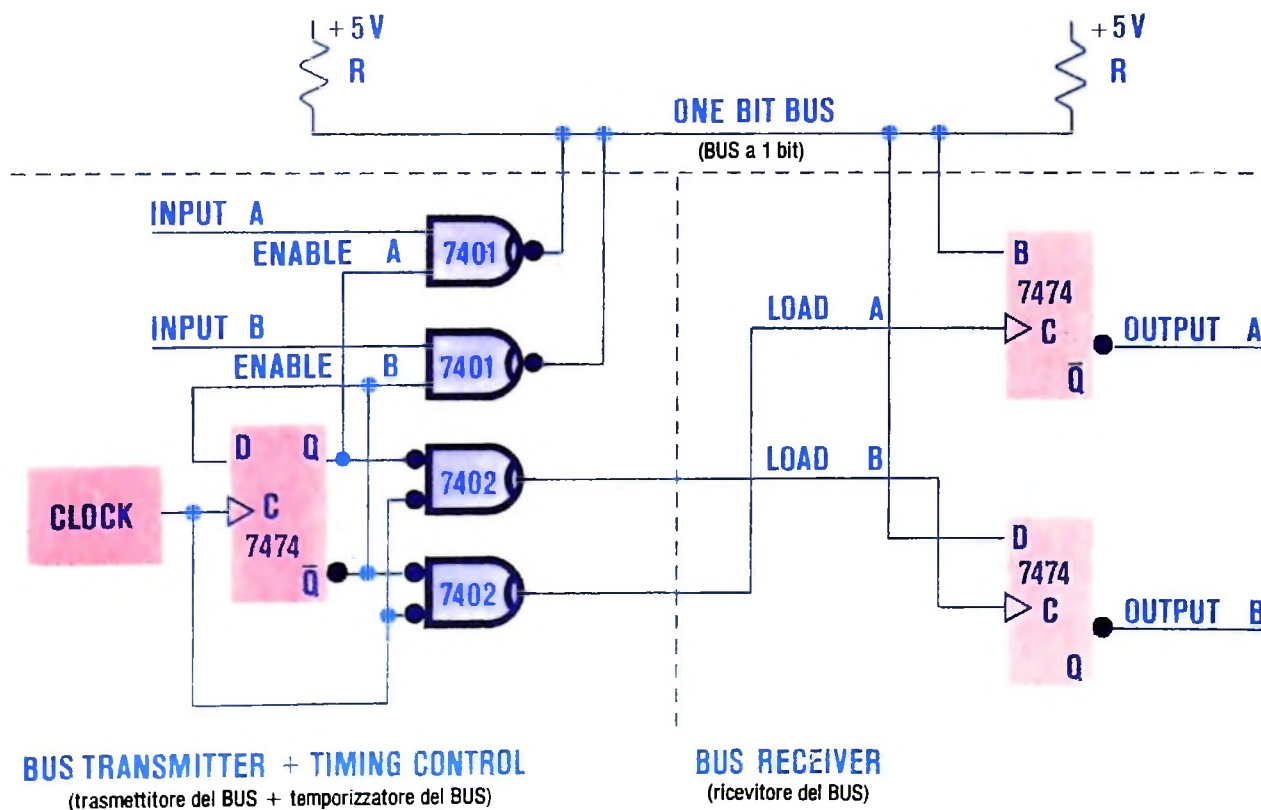 +5V
R
+5V
R
ONE BIT BUS
(BUS a 1 bit)
INPUT A
ENABLE A
7401
INPUT B
ENABLE B
7401
B
7474
C
Q̅
LOAD A
OUTPUT A
D Q
CLOCK
C
7474
Q̅
7402
7402
LOAD B
D
7474
C
Q
OUTPUT B
BUS TRANSMITTER + TIMING CONTROL
(trasmettitore del BUS + temporizzatore del BUS)
BUS RECEIVER
(ricevitore del BUS)